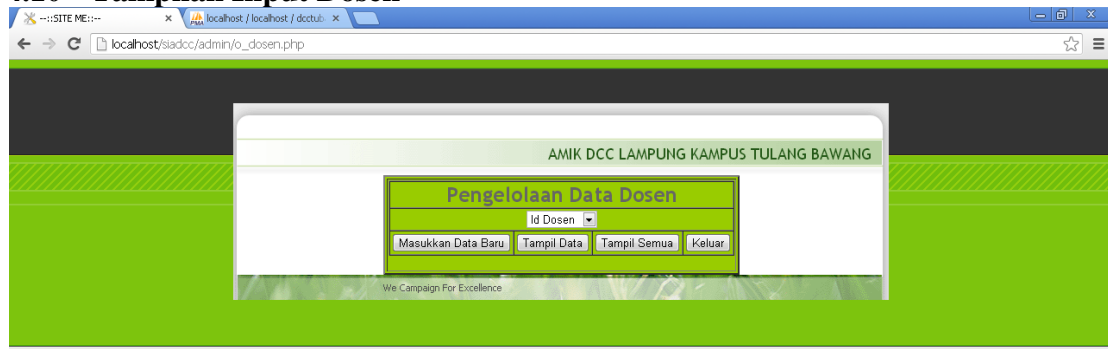 --::SITE ME::--
localhost / localhost / dcctub
localhost/siadcc/admin/o_dosen.php
AMIK DCC LAMPUNG KAMPUS TULANG BAWANG
Pengelolaan Data Dosen
Id Dosen
Masukkan Data Baru Tampil Data Tampil Semua Keluar
We Campaign For Excellence